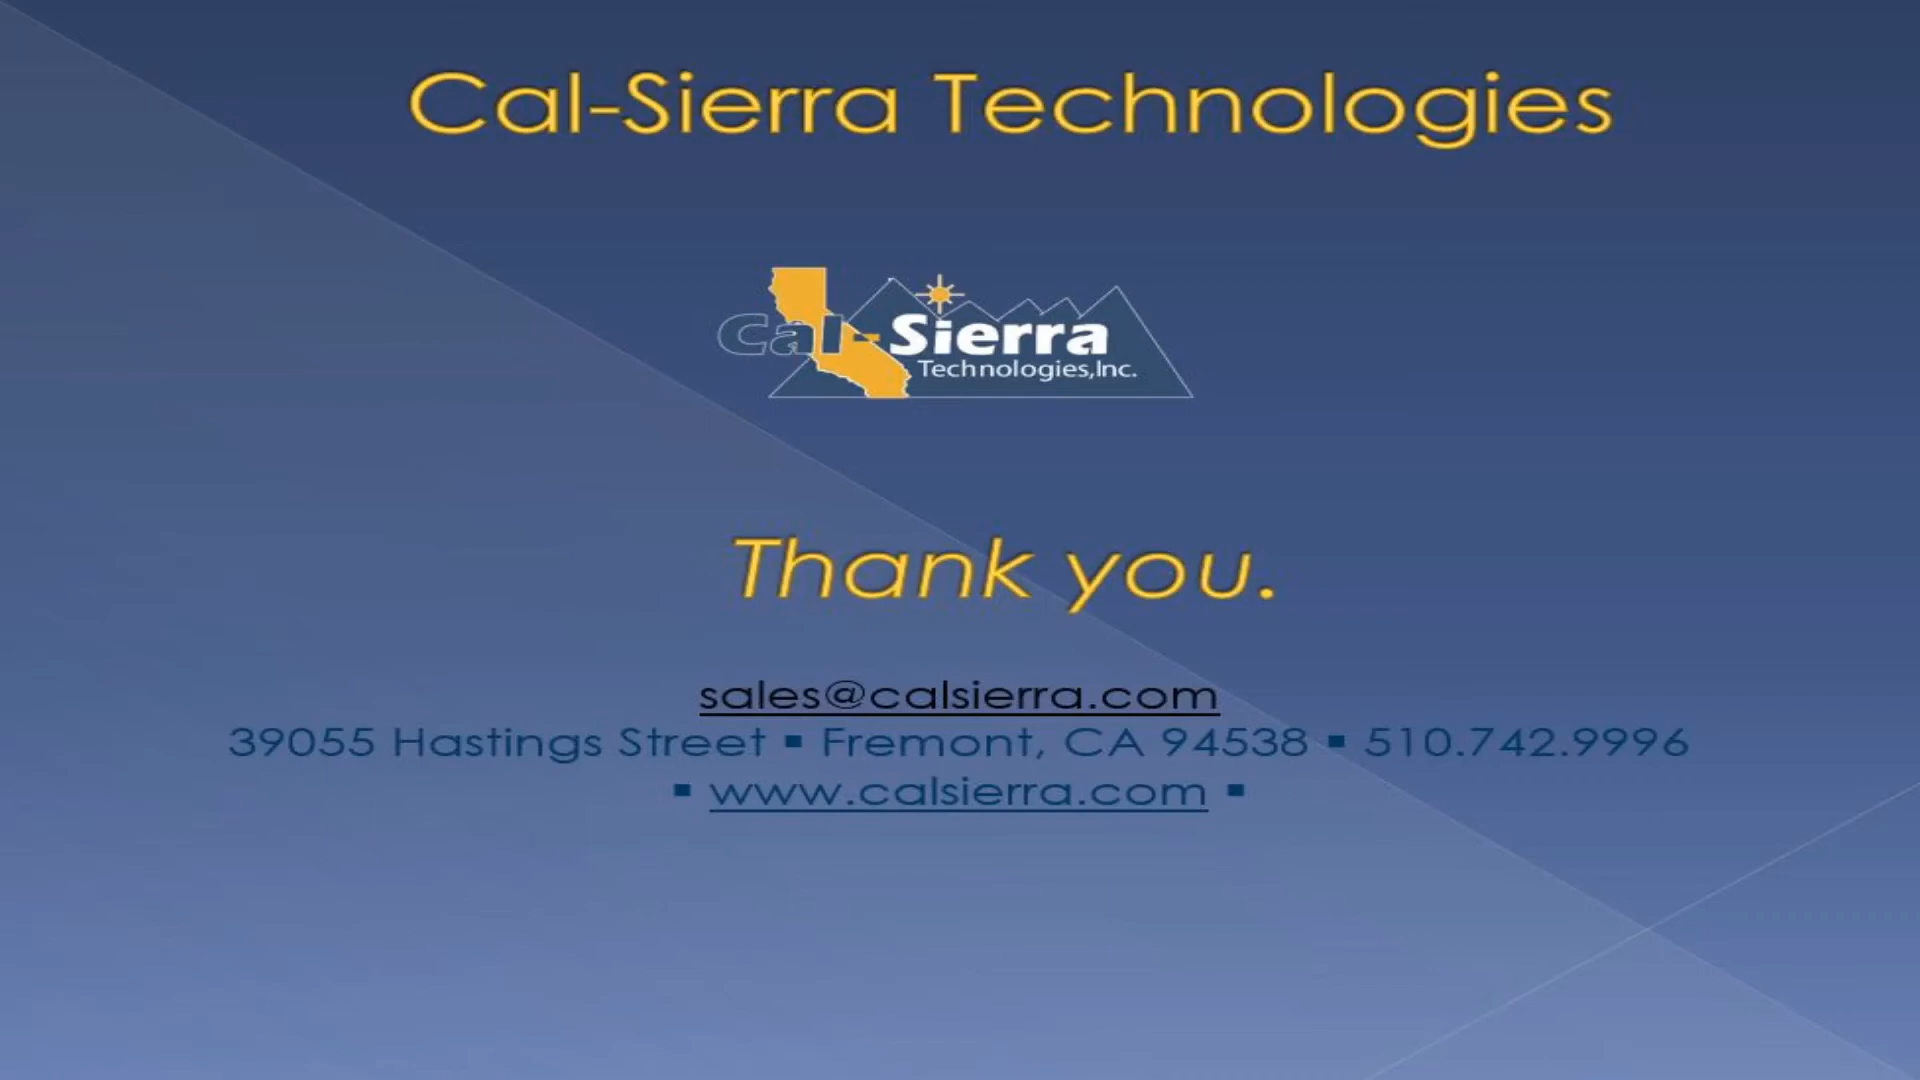 Cal-Sierra Technologies
Cal-Sierra
Technologies,Inc.
Thank you.
sales@calsierra.com
39055 Hastings Street ▪ Fremont, CA 94538 ▪ 510.742.9996
▪ www.calsierra.com ▪